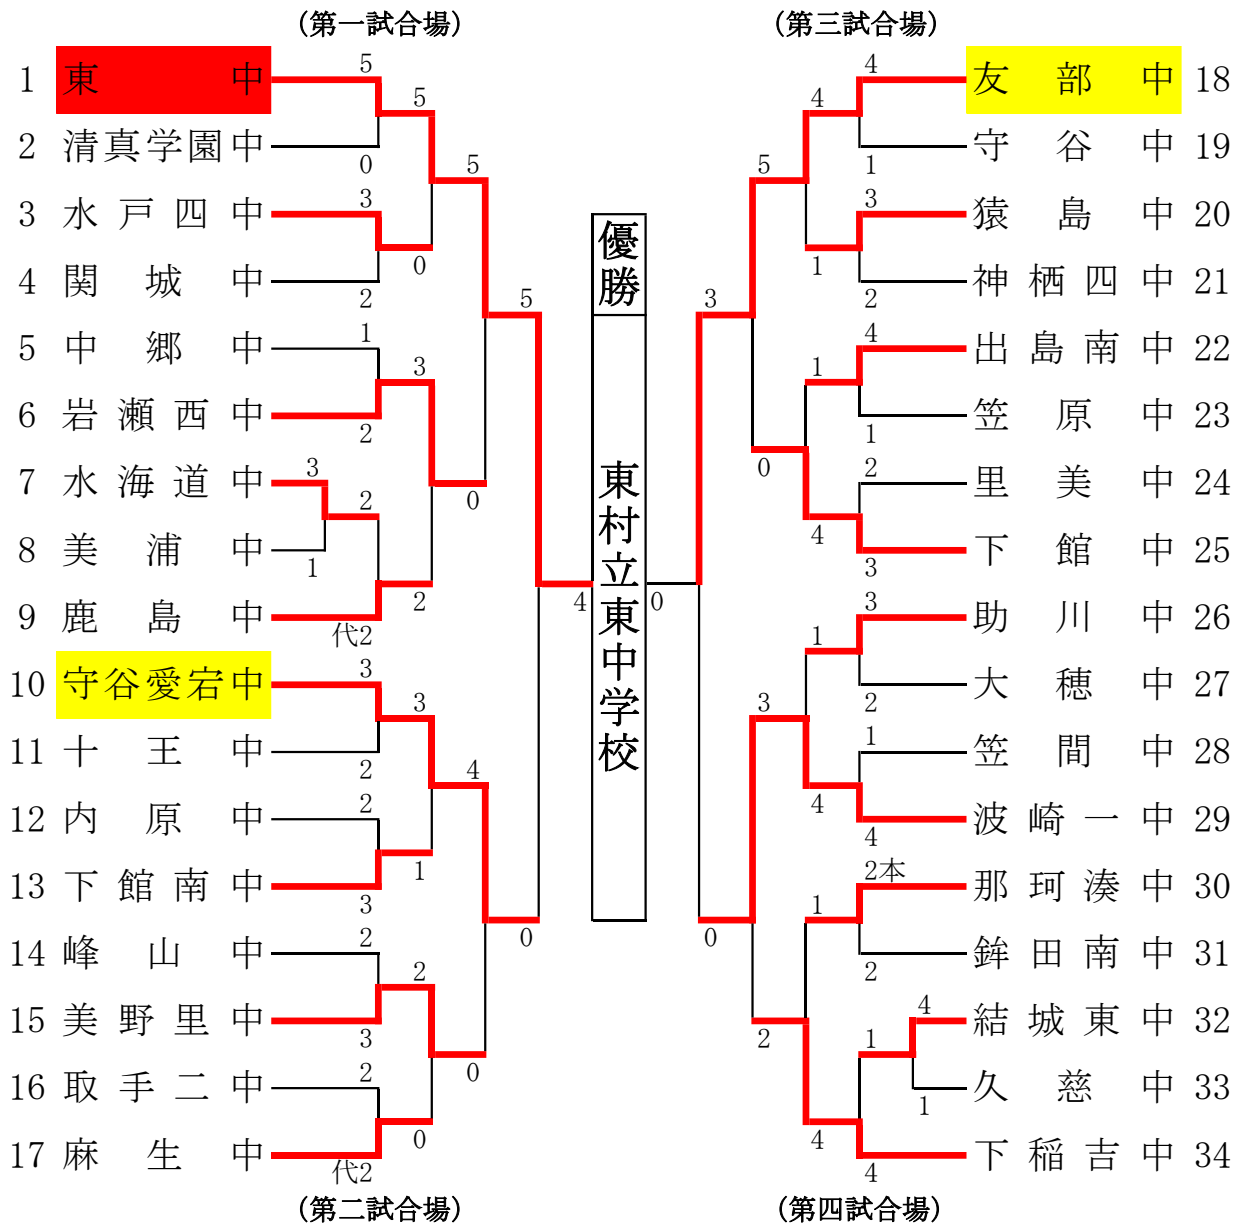 (第一試合場)
1 東中 5
5
2 清真学園中 0
5
3 水戸四中 3
0
4 関城中 2
5
5 中郷中 1
3
6 岩瀬西中 2
0
7 水海道中 3
2
8 美浦中 1
2
9 鹿島中 代2
4
10 守谷愛宕中 3
3
11 十王中 2
4
12 内原中 2
1
13 下館南中 3
0
14 峰山中 2
2
15 美野里中 3
0
16 取手二中 2
0
17 麻生中 代2
(第二試合場)
優勝
東村立東中学校
(第三試合場)
4 友部中 18
4
1 守谷中 19
5
3 猿島中 20
1
2 神栖四中 21
3
4 出島南中 22
1
1 笠原中 23
0
2 里美中 24
4
3 下館中 25
0
3 助川中 26
1
2 大穂中 27
3
1 笠間中 28
4
4 波崎一中 29
2本 那珂湊中 30
1
0
2 鉾田南中 31
4 結城東中 32
1
2
1 久慈中 33
4
4 下稲吉中 34
(第四試合場)